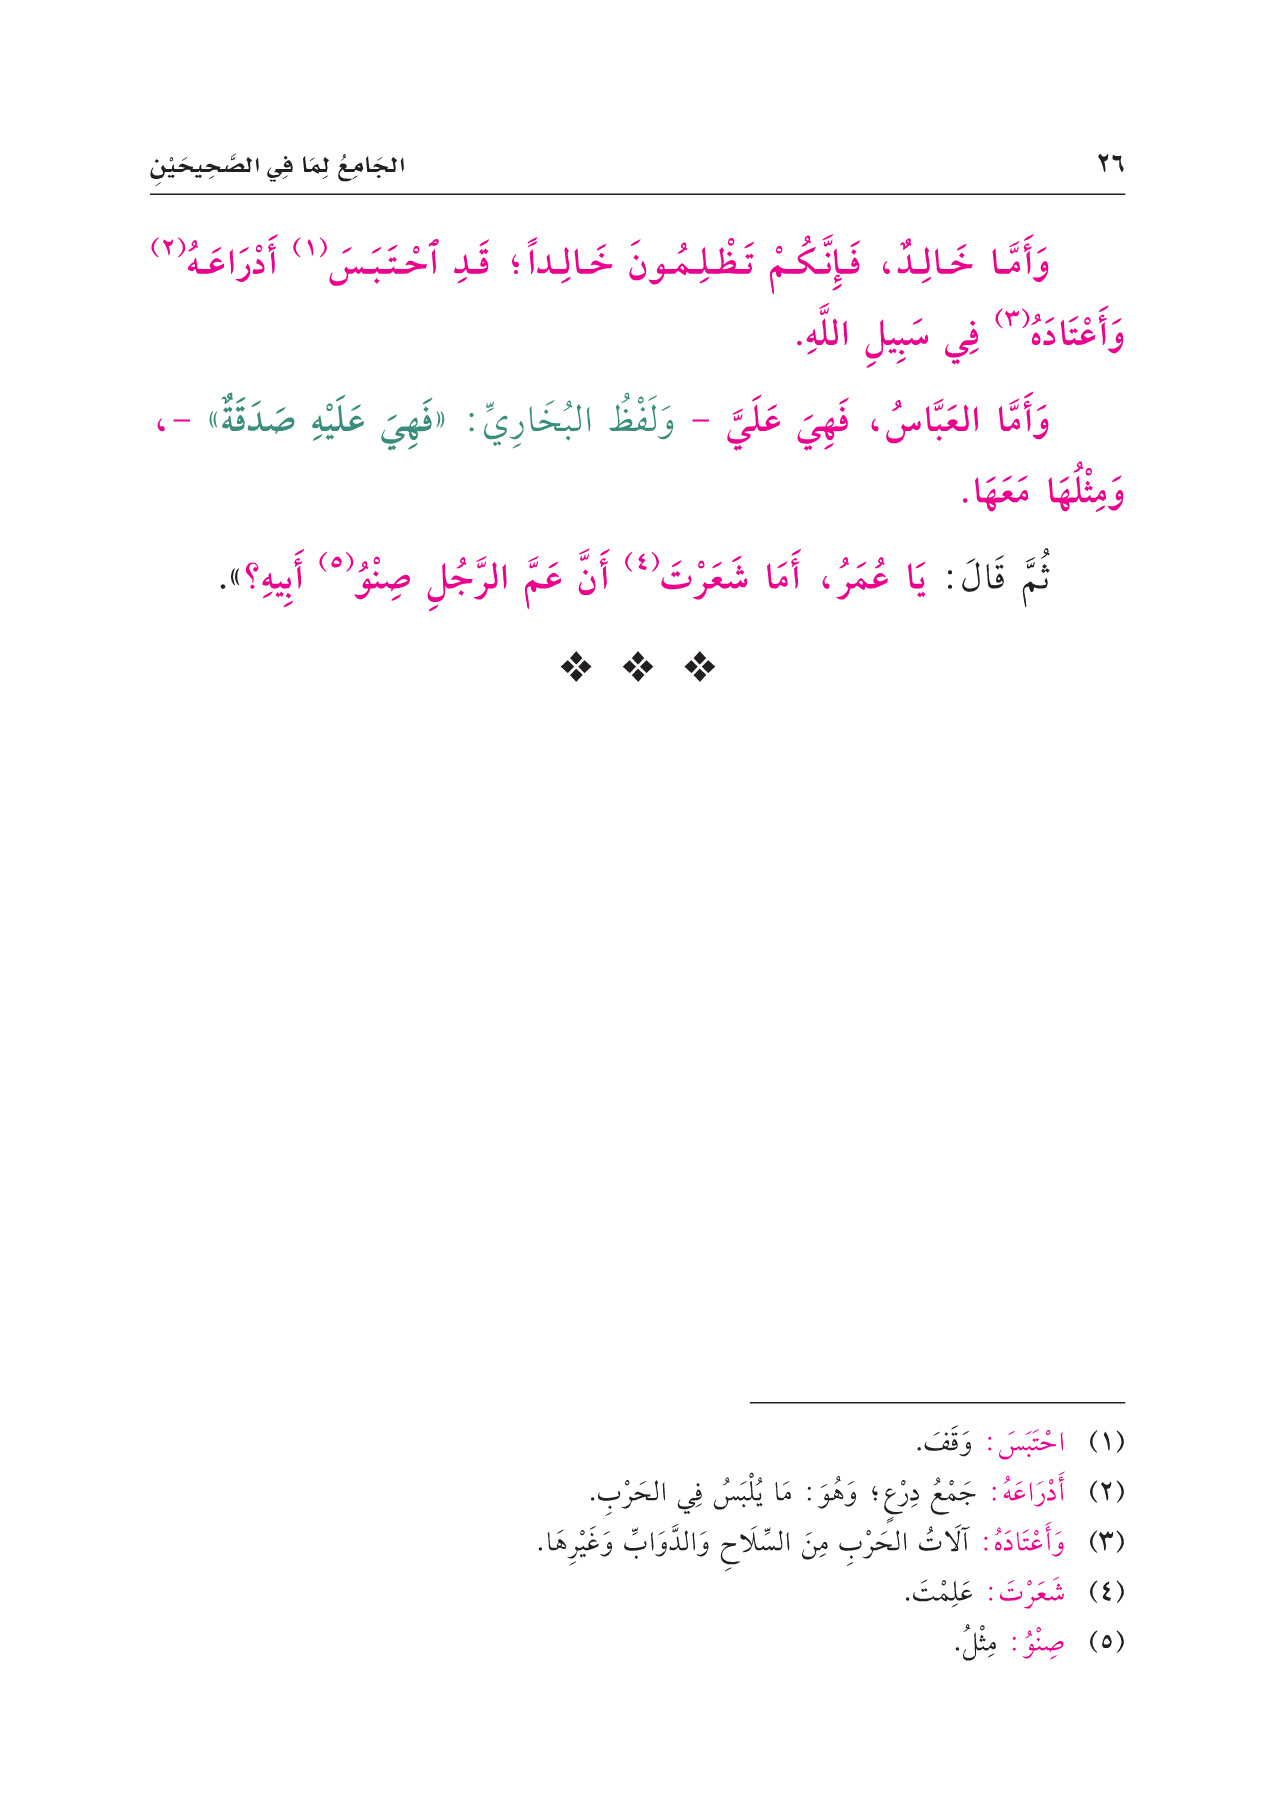 ٢٦ الجَامِعُ لِمَا فِي الصَّحِيحَيْنِ
وَأَمَّا خَالِدٌ، فَإِنَّكُمْ تَظْلِمُونَ خَالِداً؛ قَدِ ٱحْتَبَسَ(١) أَدْرَاعَهُ(٢)
وَأَعْتَادَهُ(٣) فِي سَبِيلِ اللَّهِ.
وَأَمَّا العَبَّاسُ، فَهِيَ عَلَيَّ – وَلَفْظُ البُخَارِيِّ: «فَهِيَ عَلَيْهِ صَدَقَةٌ» –،
وَمِثْلُهَا مَعَهَا.
ثُمَّ قَالَ: يَا عُمَرُ، أَمَا شَعَرْتَ(٤) أَنَّ عَمَّ الرَّجُلِ صِنْوُ(٥) أَبِيهِ؟».
(١) احْتَبَسَ: وَقَفَ.
(٢) أَدْرَاعَهُ: جَمْعُ دِرْعٍ؛ وَهُوَ: مَا يُلْبَسُ فِي الحَرْبِ.
(٣) وَأَعْتَادَهُ: آلَاتُ الحَرْبِ مِنَ السِّلَاحِ وَالدَّوَابِّ وَغَيْرِهَا.
(٤) شَعَرْتَ: عَلِمْتَ.
(٥) صِنْوُ: مِثْلُ.